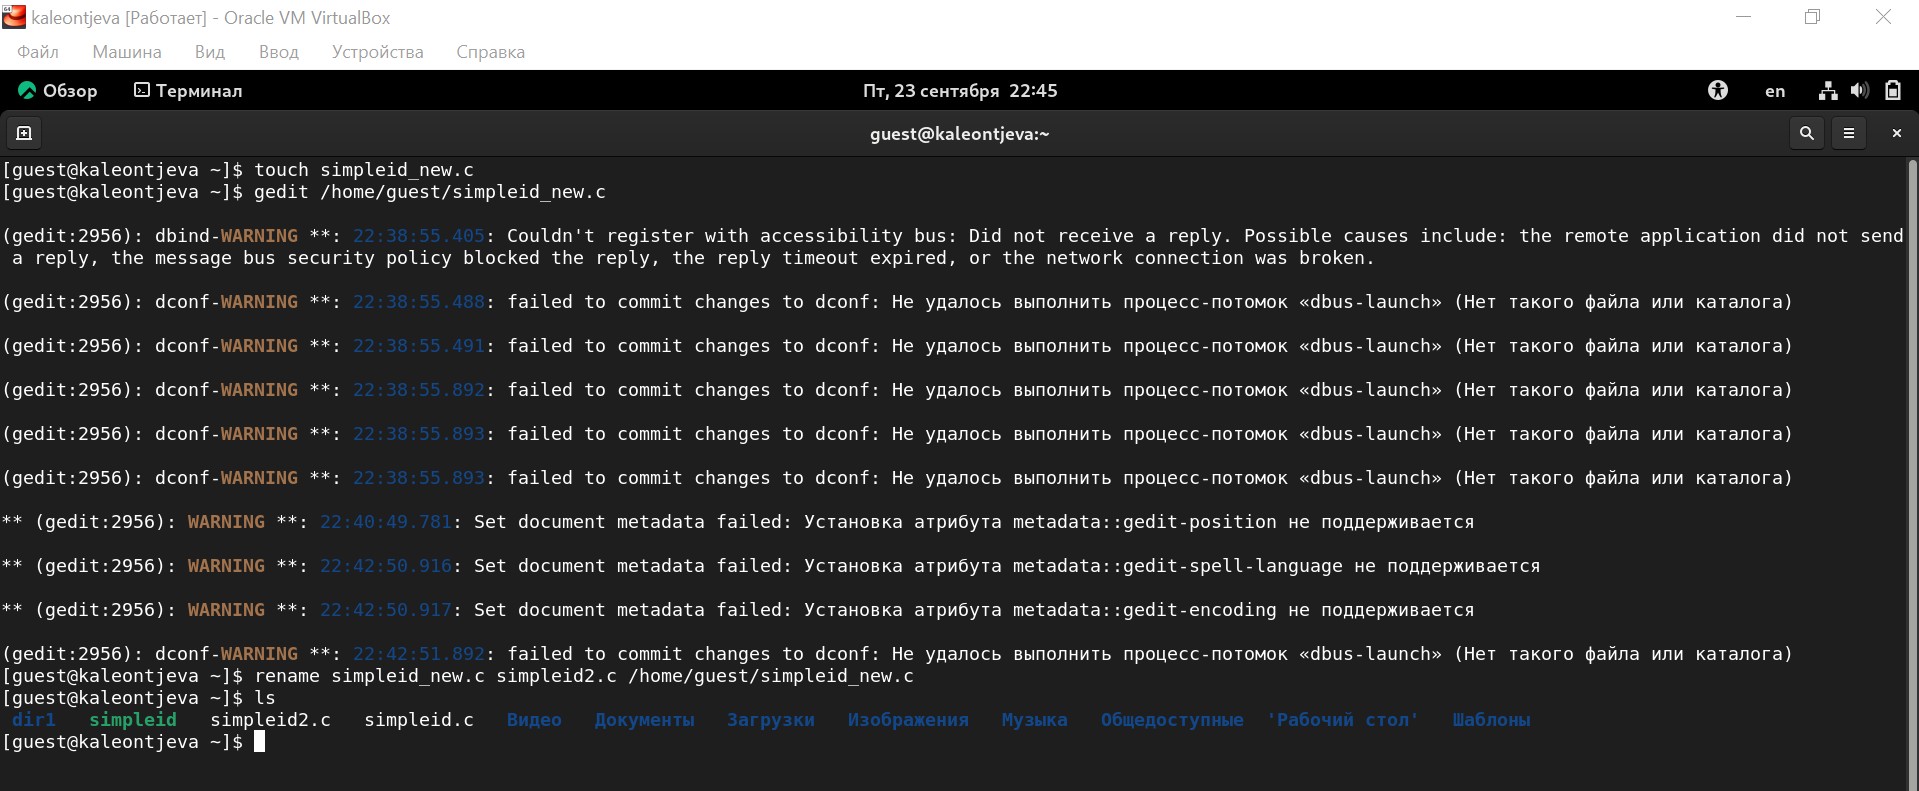 kaleontjeva [Работает] - Oracle VM VirtualBox
Файл Машина Вид Ввод Устройства Справка
Обзор Терминал Пт, 23 сентября 22:45 en
guest@kaleontjeva:~
[guest@kaleontjeva ~]$ touch simpleid_new.c
[guest@kaleontjeva ~]$ gedit /home/guest/simpleid_new.c
(gedit:2956): dbind-WARNING **: 22:38:55.405: Couldn't register with accessibility bus: Did not receive a reply. Possible causes include: the remote application did not send
a reply, the message bus security policy blocked the reply, the reply timeout expired, or the network connection was broken.
(gedit:2956): dconf-WARNING **: 22:38:55.488: failed to commit changes to dconf: Не удалось выполнить процесс-потомок «dbus-launch» (Нет такого файла или каталога)
(gedit:2956): dconf-WARNING **: 22:38:55.491: failed to commit changes to dconf: Не удалось выполнить процесс-потомок «dbus-launch» (Нет такого файла или каталога)
(gedit:2956): dconf-WARNING **: 22:38:55.892: failed to commit changes to dconf: Не удалось выполнить процесс-потомок «dbus-launch» (Нет такого файла или каталога)
(gedit:2956): dconf-WARNING **: 22:38:55.893: failed to commit changes to dconf: Не удалось выполнить процесс-потомок «dbus-launch» (Нет такого файла или каталога)
(gedit:2956): dconf-WARNING **: 22:38:55.893: failed to commit changes to dconf: Не удалось выполнить процесс-потомок «dbus-launch» (Нет такого файла или каталога)
** (gedit:2956): WARNING **: 22:40:49.781: Set document metadata failed: Установка атрибута metadata::gedit-position не поддерживается
** (gedit:2956): WARNING **: 22:42:50.916: Set document metadata failed: Установка атрибута metadata::gedit-spell-language не поддерживается
** (gedit:2956): WARNING **: 22:42:50.917: Set document metadata failed: Установка атрибута metadata::gedit-encoding не поддерживается
(gedit:2956): dconf-WARNING **: 22:42:51.892: failed to commit changes to dconf: Не удалось выполнить процесс-потомок «dbus-launch» (Нет такого файла или каталога)
[guest@kaleontjeva ~]$ rename simpleid_new.c simpleid2.c /home/guest/simpleid_new.c
[guest@kaleontjeva ~]$ ls
dir1 simpleid simpleid2.c simpleid.c Видео Документы Загрузки Изображения Музыка Общедоступные 'Рабочий стол' Шаблоны
[guest@kaleontjeva ~]$